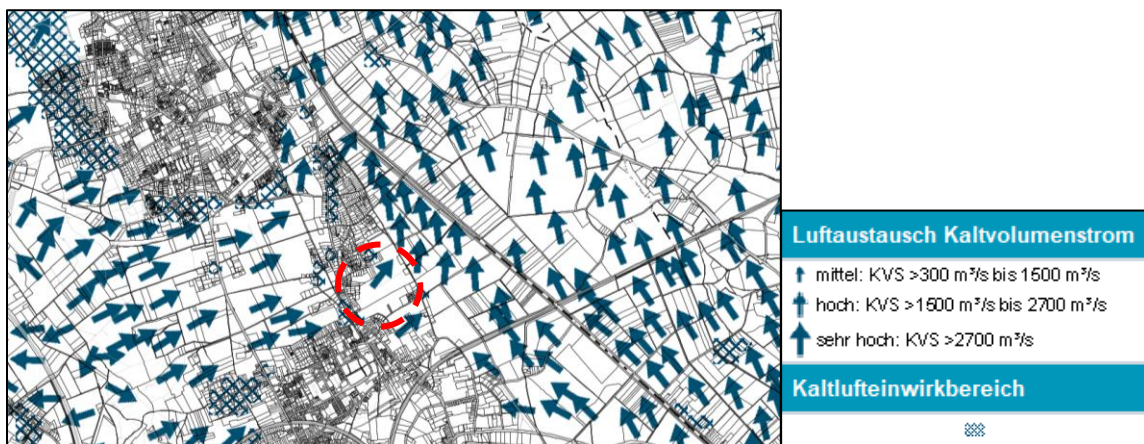 Luftaustausch Kaltvolumenstrom
mittel: KVS >300 m³/s bis 1500 m³/s
hoch: KVS >1500 m³/s bis 2700 m³/s
sehr hoch: KVS >2700 m³/s
Kaltlufteinwirkbereich